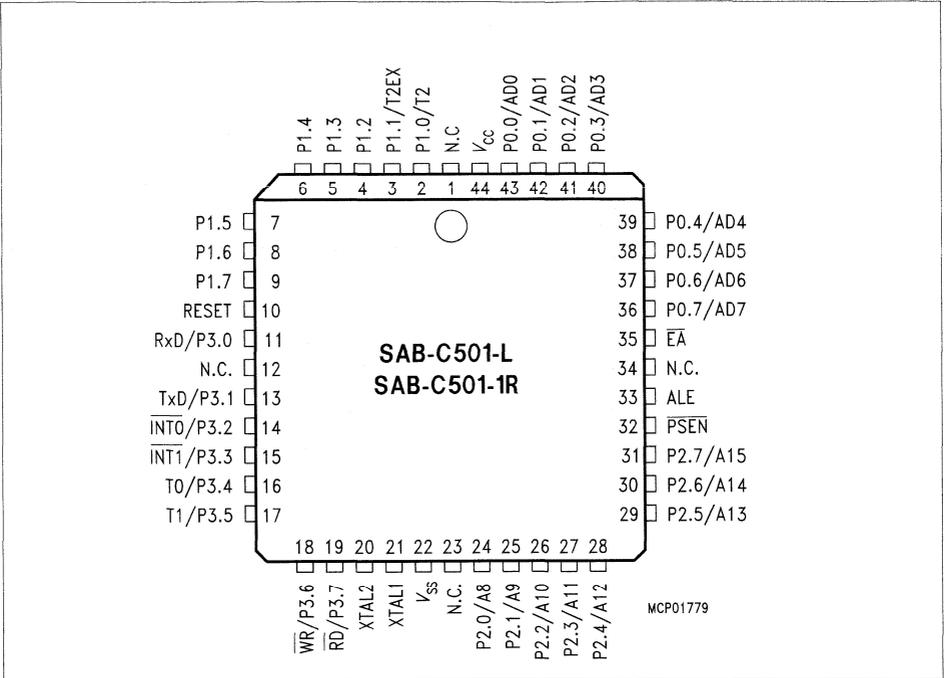 P1.4
P1.3
P1.2
P1.1/T2EX
P1.0/T2
N.C
VCC
P0.0/AD0
P0.1/AD1
P0.2/AD2
P0.3/AD3
6 5 4 3 2 1 44 43 42 41 40
P1.5 7
P1.6 8
P1.7 9
RESET 10
RxD/P3.0 11
N.C. 12
TxD/P3.1 13
INT0/P3.2 14
INT1/P3.3 15
T0/P3.4 16
T1/P3.5 17
SAB-C501-L
SAB-C501-1R
39 P0.4/AD4
38 P0.5/AD5
37 P0.6/AD6
36 P0.7/AD7
35 EA
34 N.C.
33 ALE
32 PSEN
31 P2.7/A15
30 P2.6/A14
29 P2.5/A13
18 19 20 21 22 23 24 25 26 27 28
WR/P3.6
RD/P3.7
XTAL2
XTAL1
VSS
N.C.
P2.0/A8
P2.1/A9
P2.2/A10
P2.3/A11
P2.4/A12
MCP01779